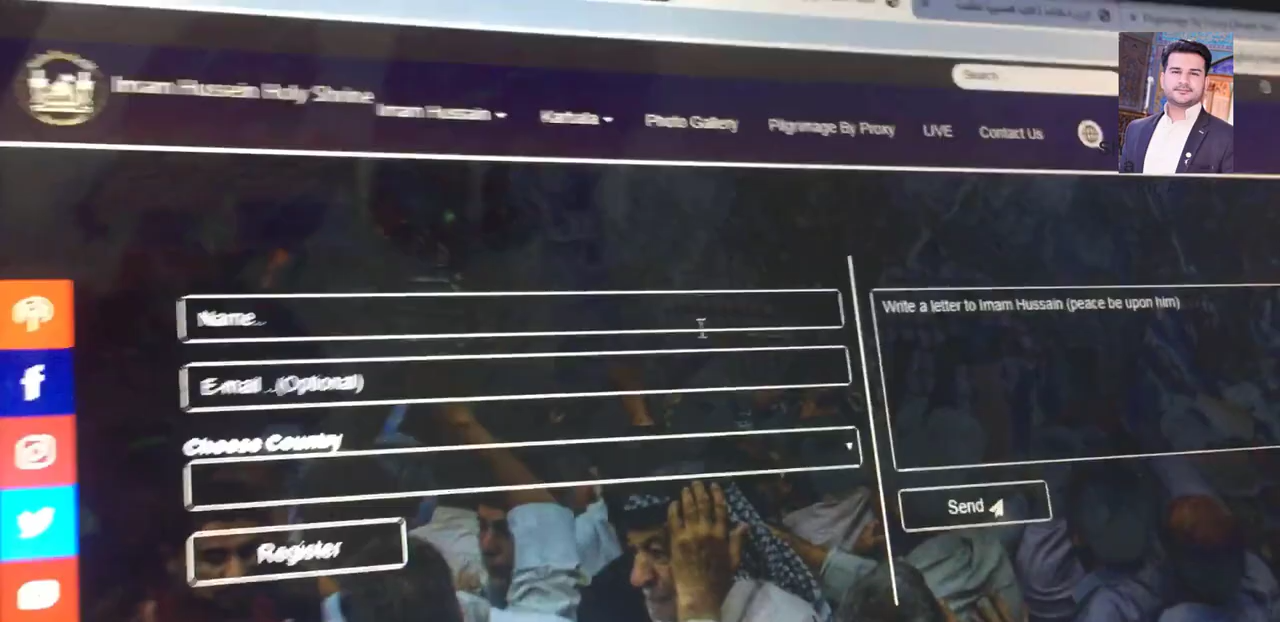 Search
Imam Hussain Holy Shrine
Imam Hussain
Karbala
Photo Gallery
Pilgrimage By Proxy
LIVE
Contact Us
Name..
Write a letter to Imam Hussain (peace be upon him)
E-mail ..(Optional)
Choose Country
Send
Register